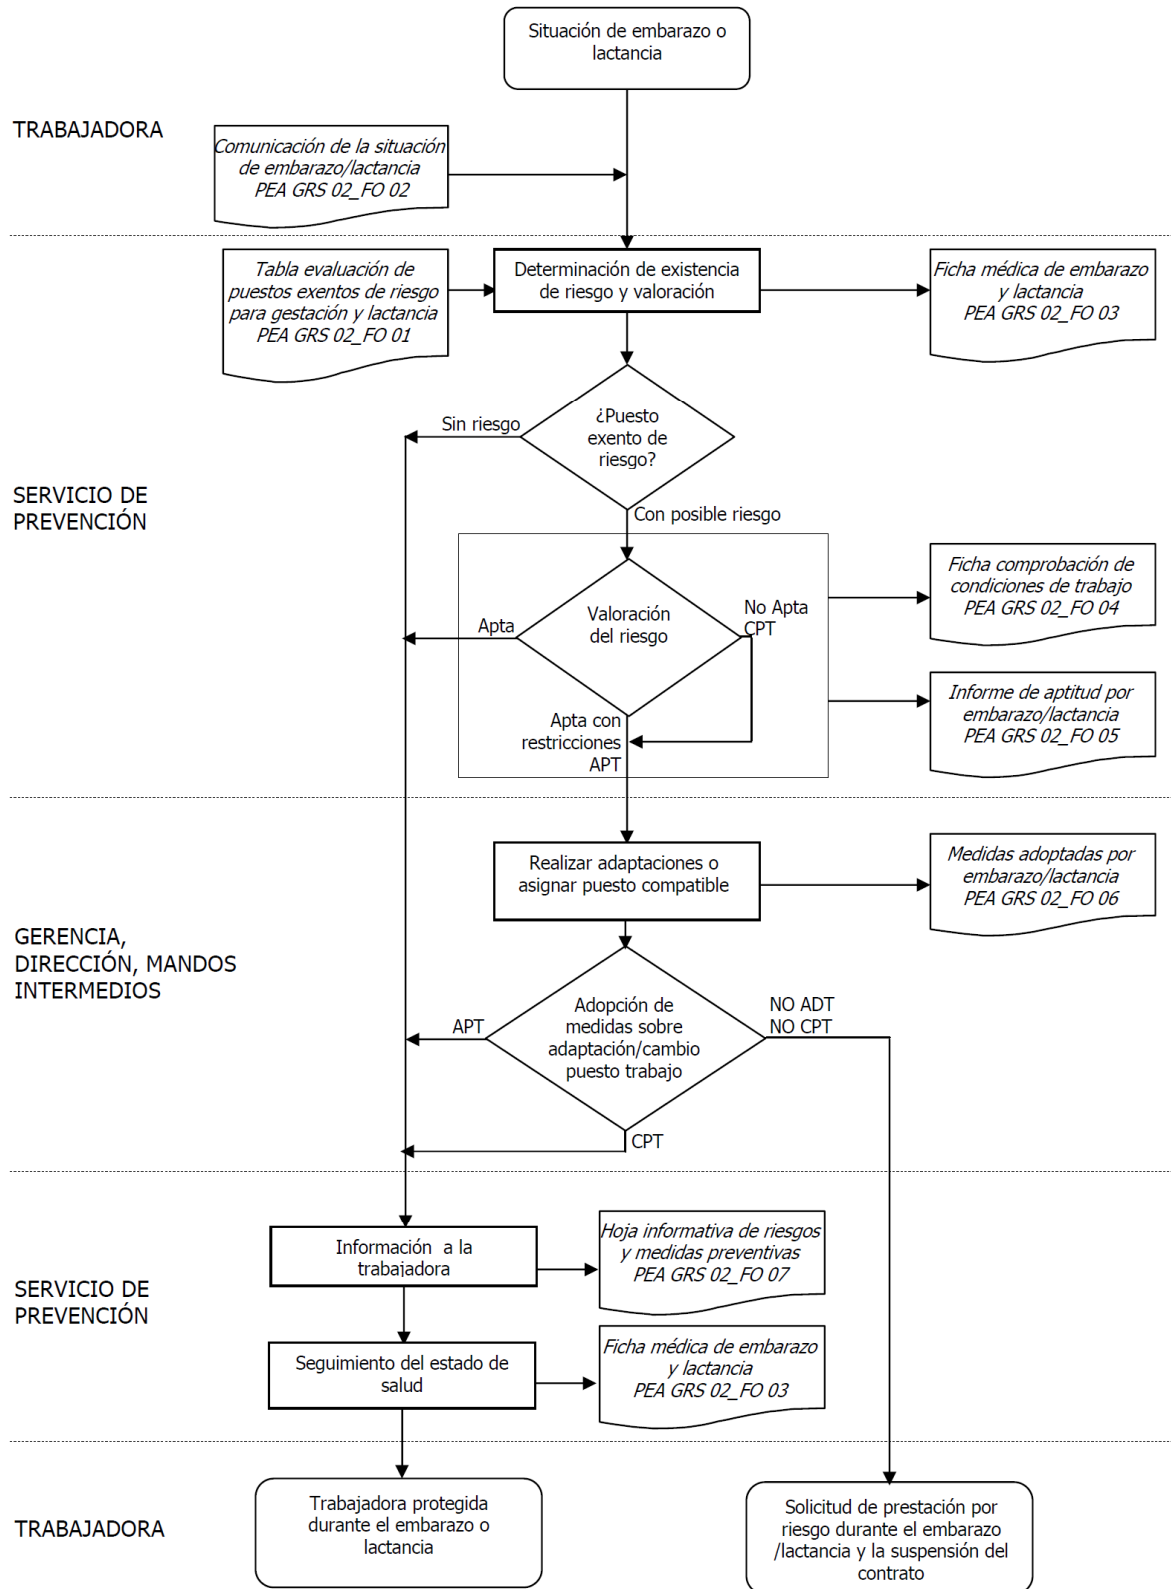 Situación de embarazo o
lactancia
TRABAJADORA
Comunicación de la situación
de embarazo/lactancia
PEA GRS 02_FO 02
Tabla evaluación de
puestos exentos de riesgo
para gestación y lactancia
PEA GRS 02_FO 01
Determinación de existencia
de riesgo y valoración
Ficha médica de embarazo
y lactancia
PEA GRS 02_FO 03
¿Puesto
exento de
riesgo?
Sin riesgo
Con posible riesgo
SERVICIO DE
PREVENCIÓN
Valoración
del riesgo
Apta
No Apta
CPT
Apta con
restricciones
APT
Ficha comprobación de
condiciones de trabajo
PEA GRS 02_FO 04
Informe de aptitud por
embarazo/lactancia
PEA GRS 02_FO 05
Realizar adaptaciones o
asignar puesto compatible
Medidas adoptadas por
embarazo/lactancia
PEA GRS 02_FO 06
GERENCIA,
DIRECCIÓN, MANDOS
INTERMEDIOS
Adopción de
medidas sobre
adaptación/cambio
puesto trabajo
APT
NO ADT
NO CPT
CPT
SERVICIO DE
PREVENCIÓN
Información a la
trabajadora
Hoja informativa de riesgos
y medidas preventivas
PEA GRS 02_FO 07
Seguimiento del estado de
salud
Ficha médica de embarazo
y lactancia
PEA GRS 02_FO 03
TRABAJADORA
Trabajadora protegida
durante el embarazo o
lactancia
Solicitud de prestación por
riesgo durante el embarazo
/lactancia y la suspensión del
contrato